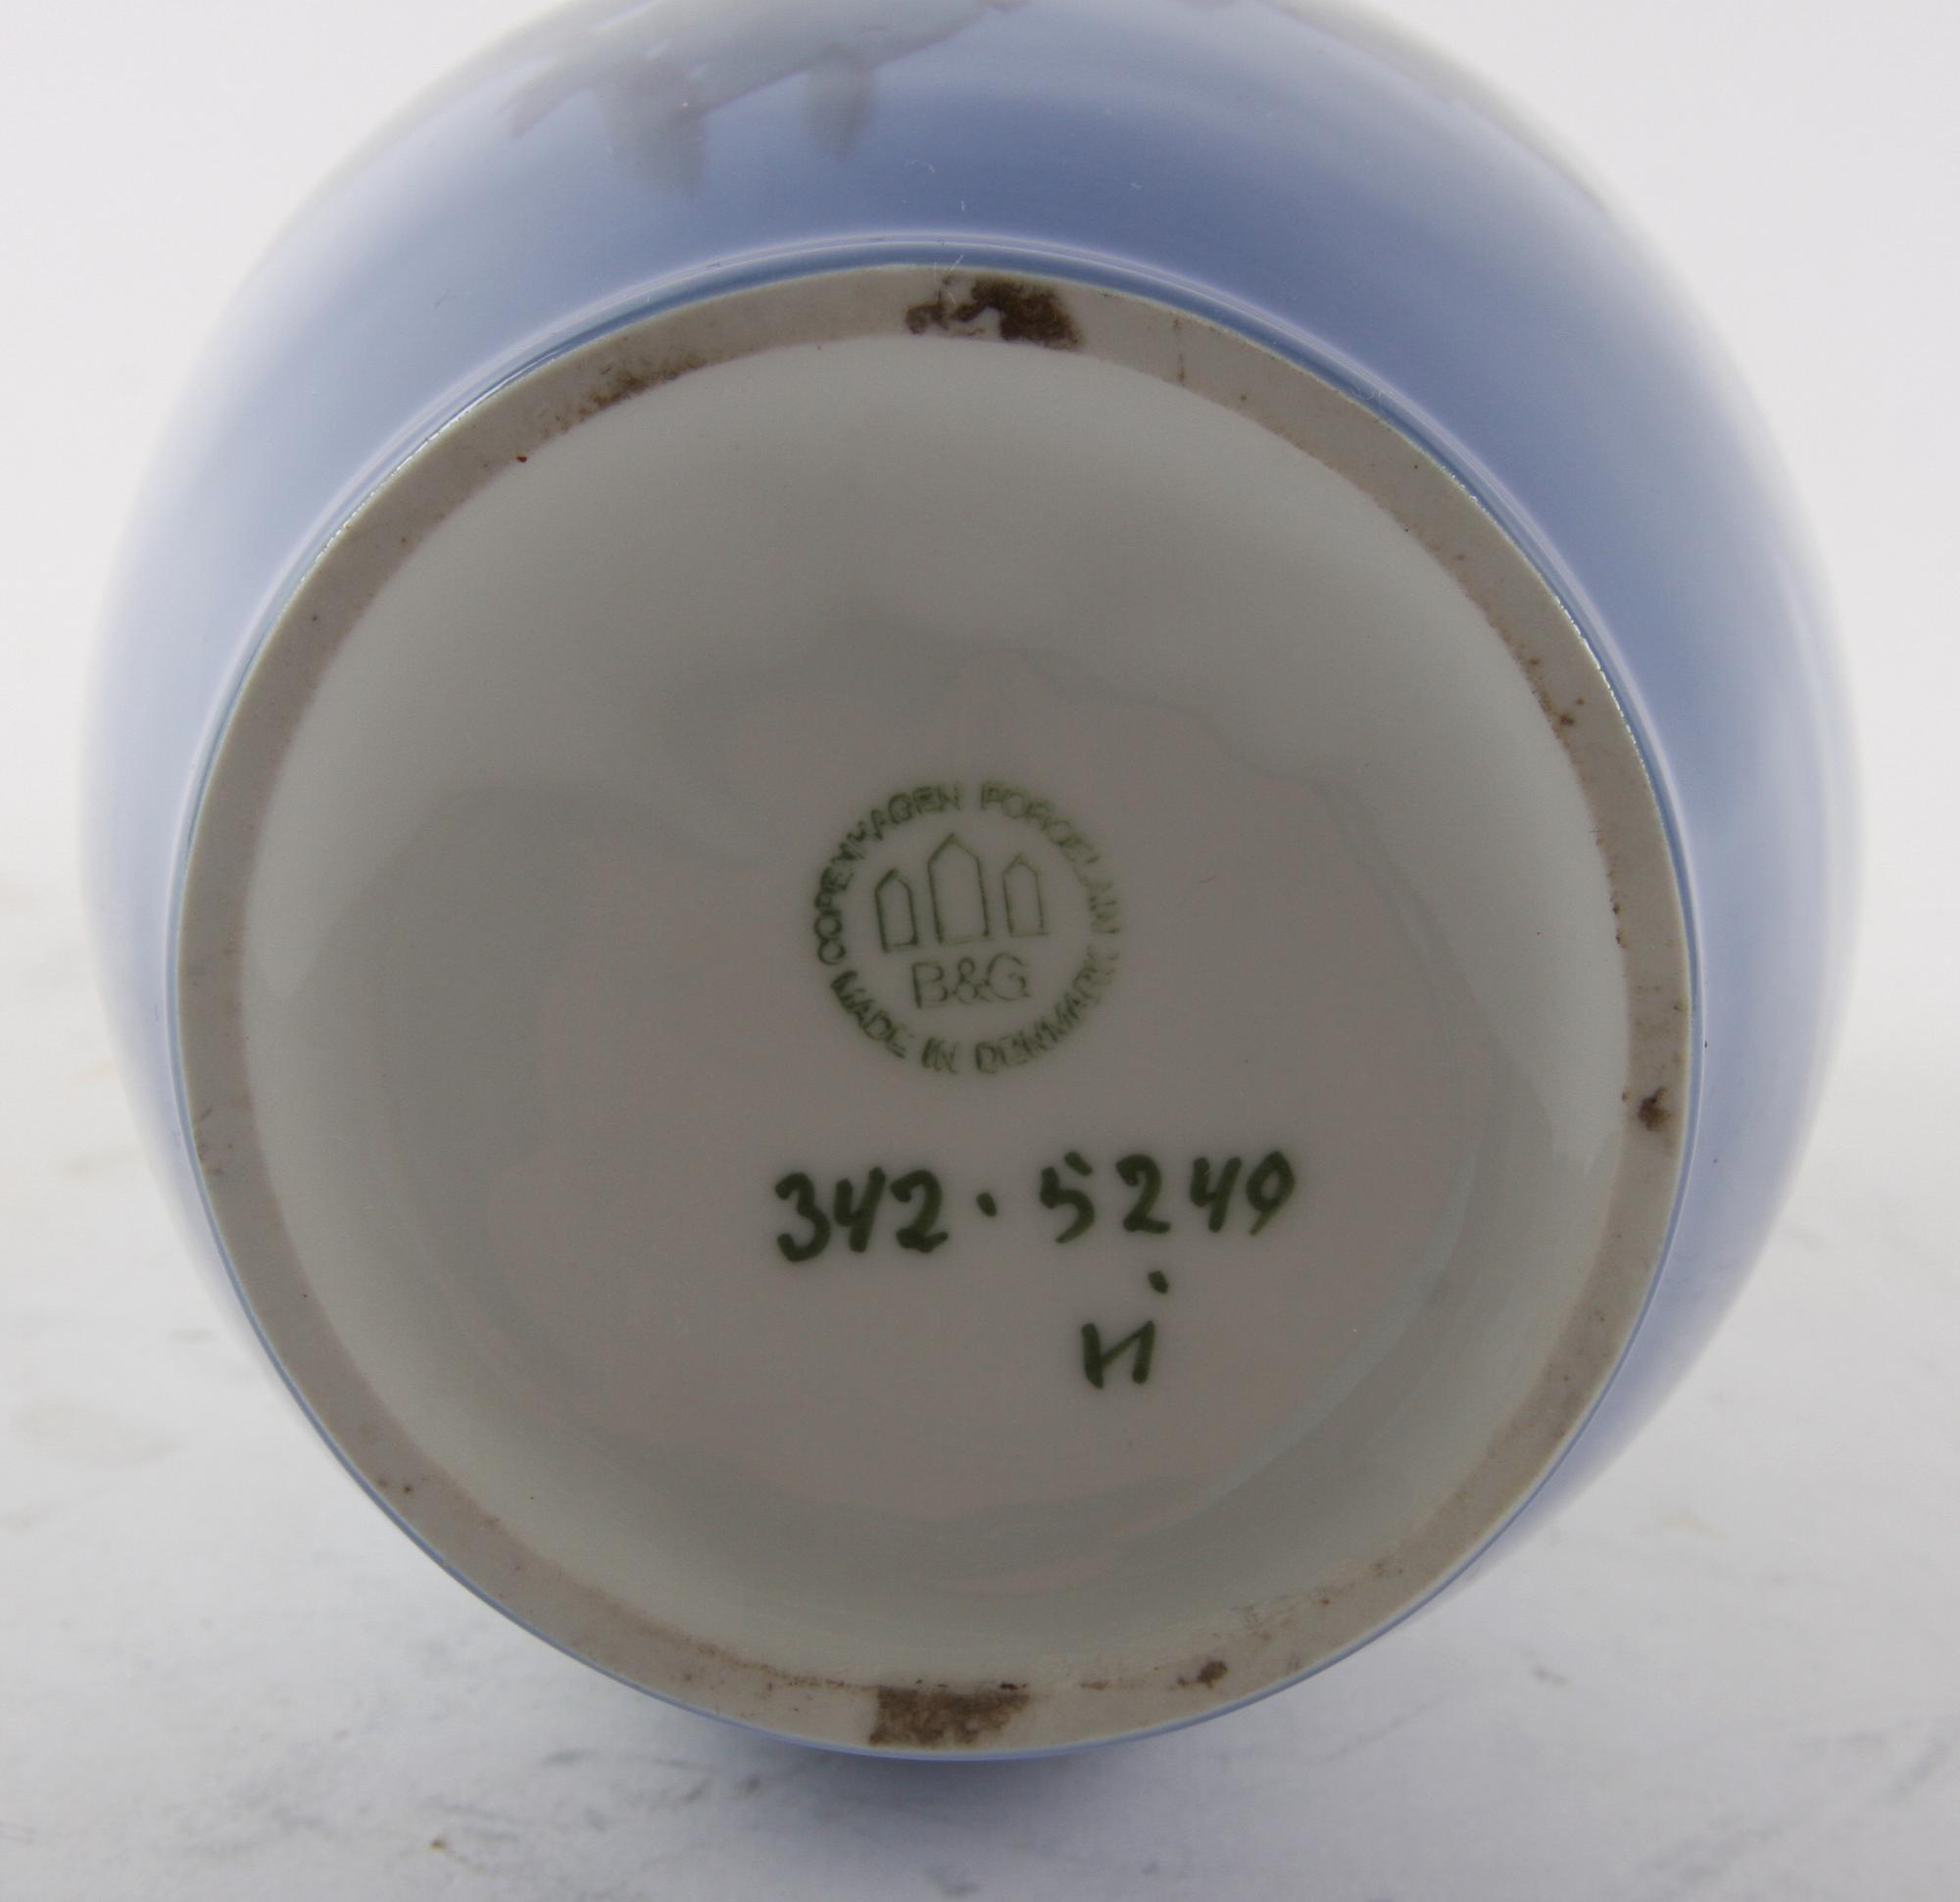 COPENHAGEN PORCELAIN
B&G
MADE IN DENMARK
342·5249